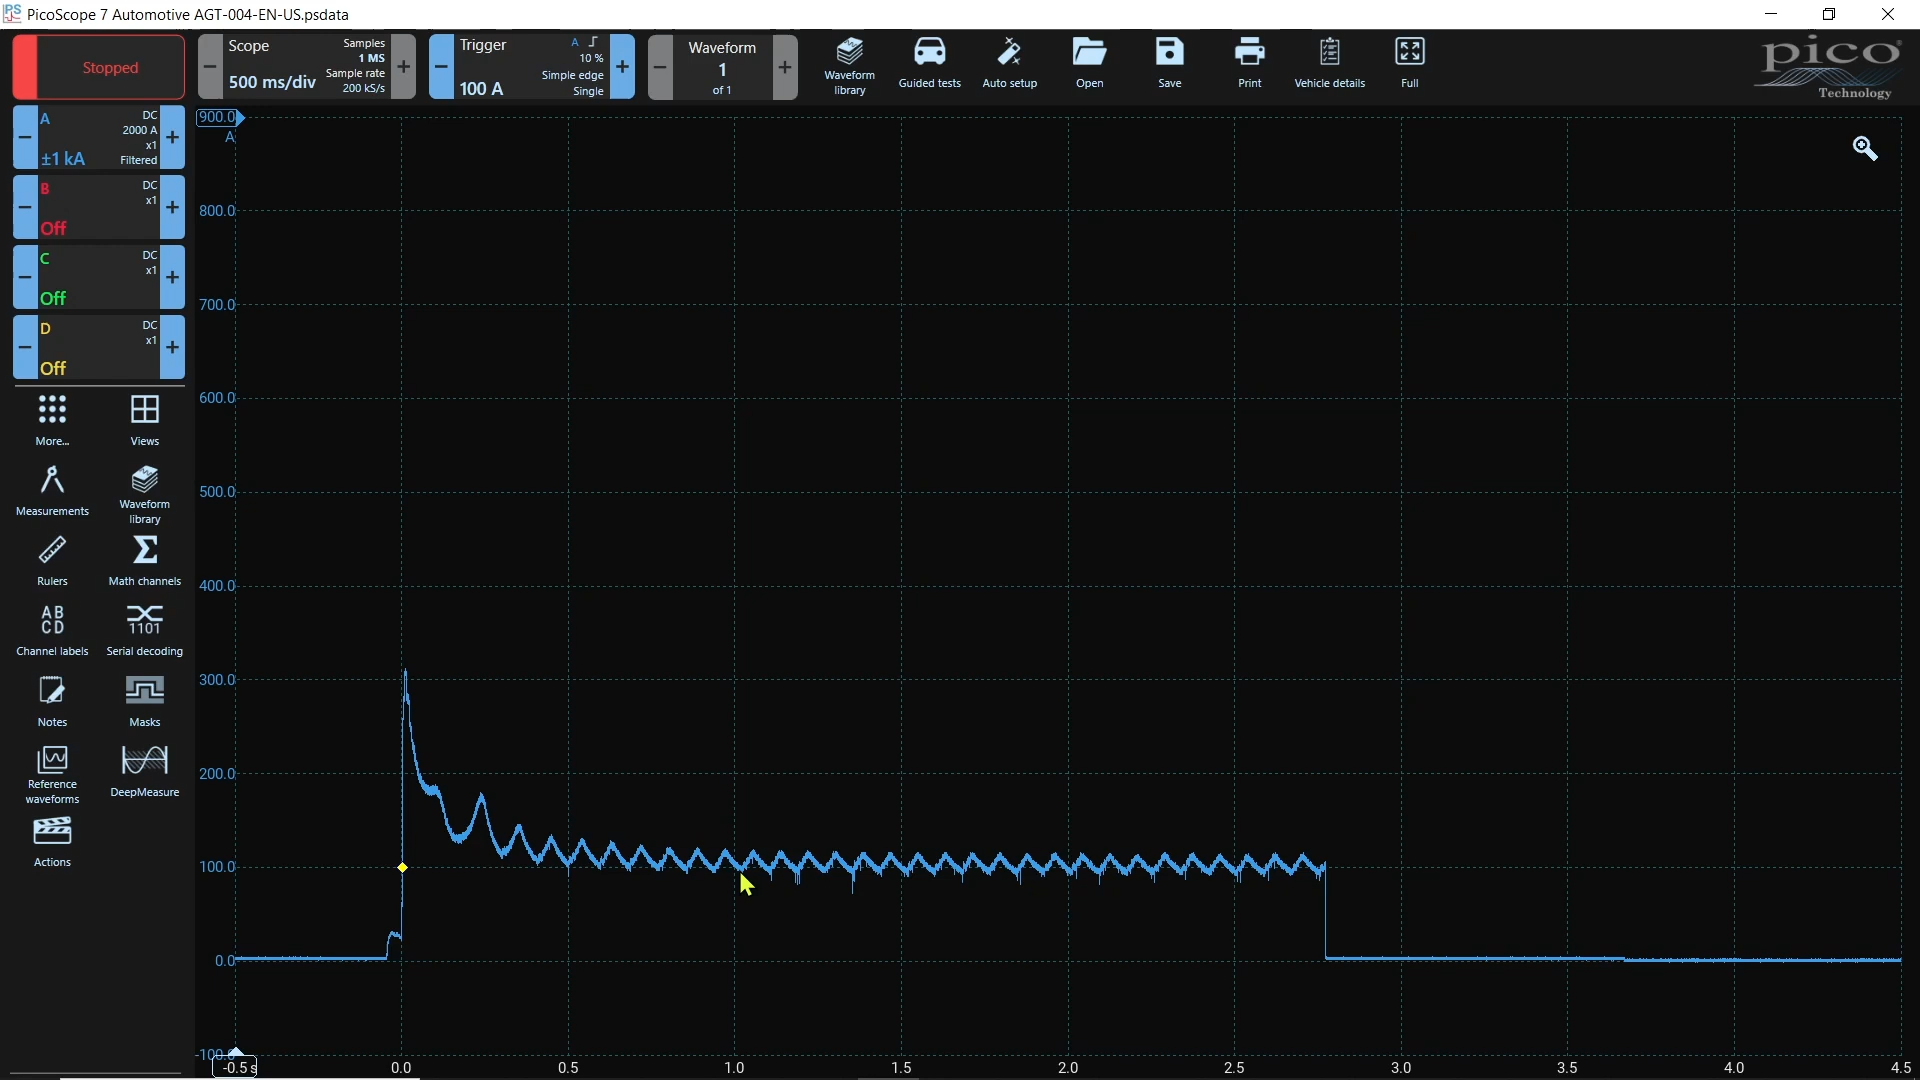 PS PicoScope 7 Automotive AGT-004-EN-US.psdata
Stopped
Scope
500 ms/div
Samples
1 MS
Sample rate
200 kS/s
Trigger
100 A
A
10 %
Simple edge
Single
Waveform
1
of 1
Waveform
library
Guided tests
Auto setup
Open
Save
Print
Vehicle details
Full
pico
Technology
A
±1 kA
DC
2000 A
x1
Filtered
B
Off
DC
x1
C
Off
DC
x1
D
Off
DC
x1
More...
Views
Measurements
Waveform
library
Rulers
Math channels
A B
C D
Channel labels
1101
Serial decoding
Notes
Masks
Reference
waveforms
DeepMeasure
Actions
900.0
A
800.0
700.0
600.0
500.0
400.0
300.0
200.0
100.0
0.0
-100.0
-0.5 s
0.0
0.5
1.0
1.5
2.0
2.5
3.0
3.5
4.0
4.5